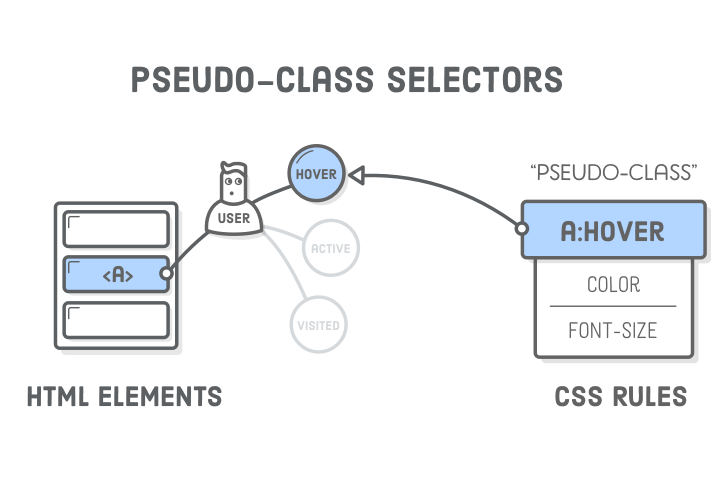 PSEUDO-CLASS SELECTORS
HOVER
"PSEUDO-CLASS"
USER
A:HOVER
ACTIVE
<A>
COLOR
VISITED
FONT-SIZE
HTML ELEMENTS
CSS RULES